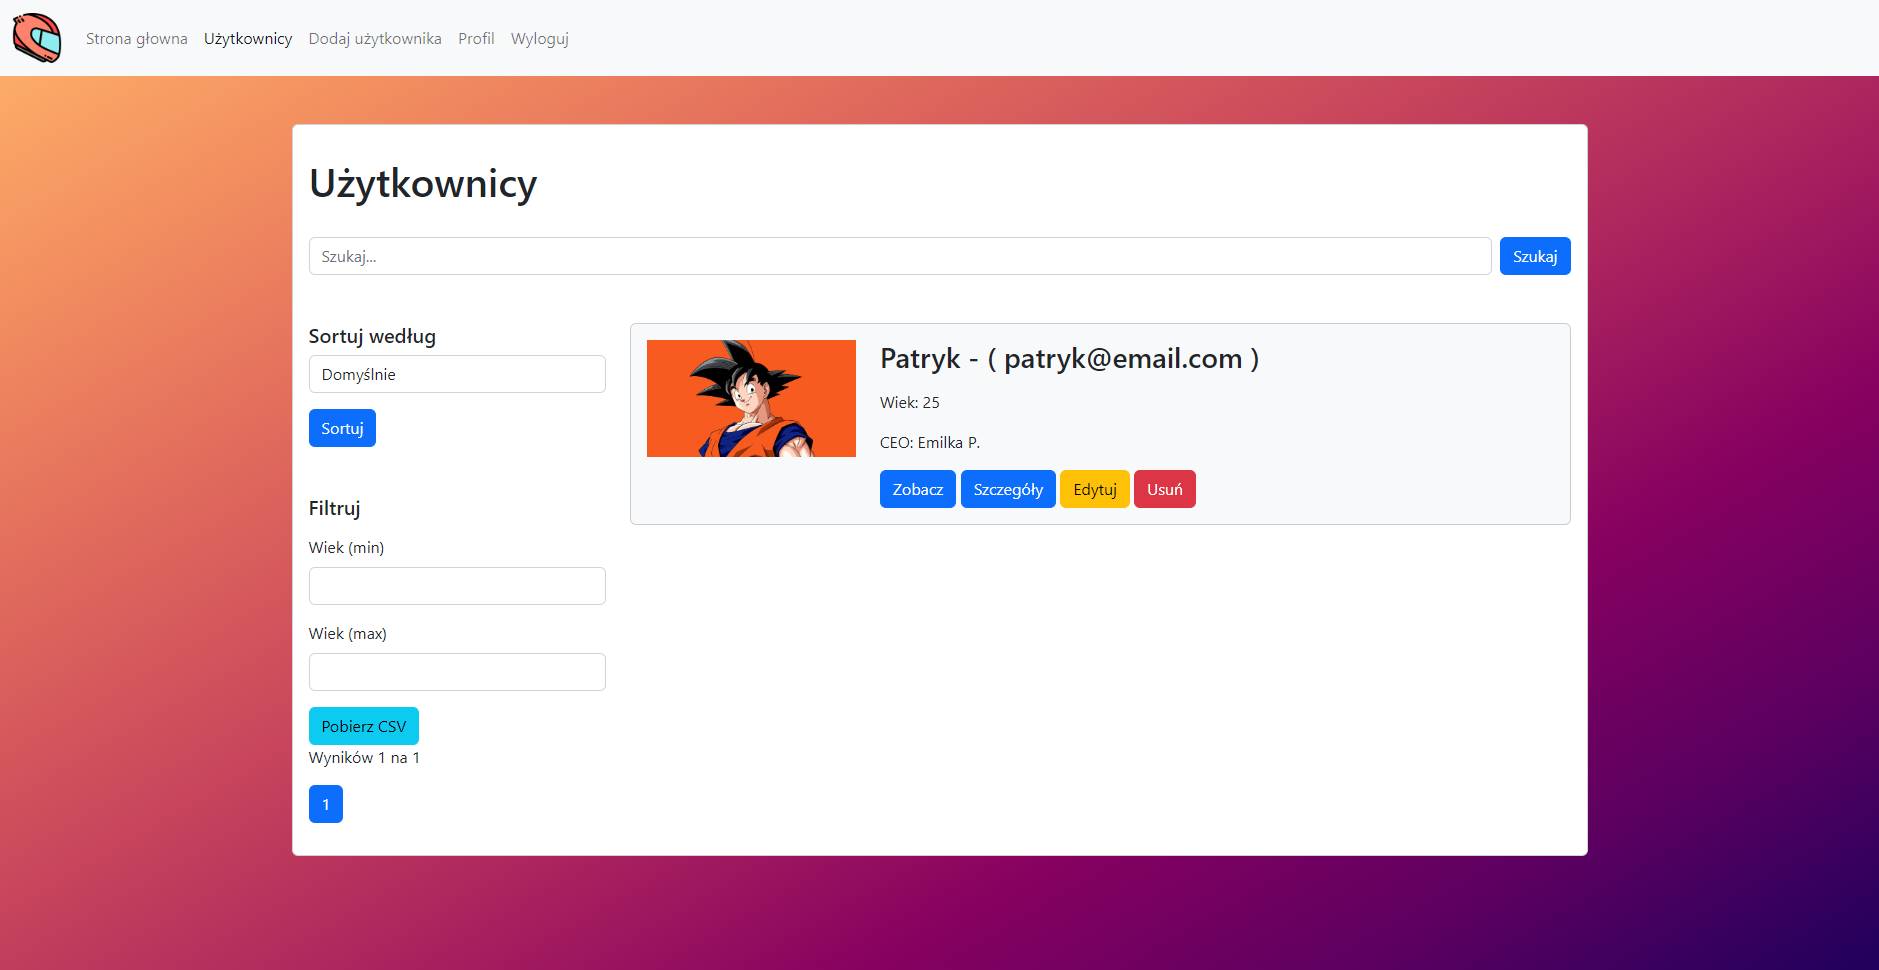 Strona głowna Użytkownicy Dodaj użytkownika Profil Wyloguj
Użytkownicy
Szukaj... Szukaj
Sortuj według
Domyślnie
Sortuj
Filtruj
Wiek (min)
Wiek (max)
Pobierz CSV
Wyników 1 na 1
1
Patryk - ( patryk@email.com )
Wiek: 25
CEO: Emilka P.
Zobacz Szczegóły Edytuj Usuń